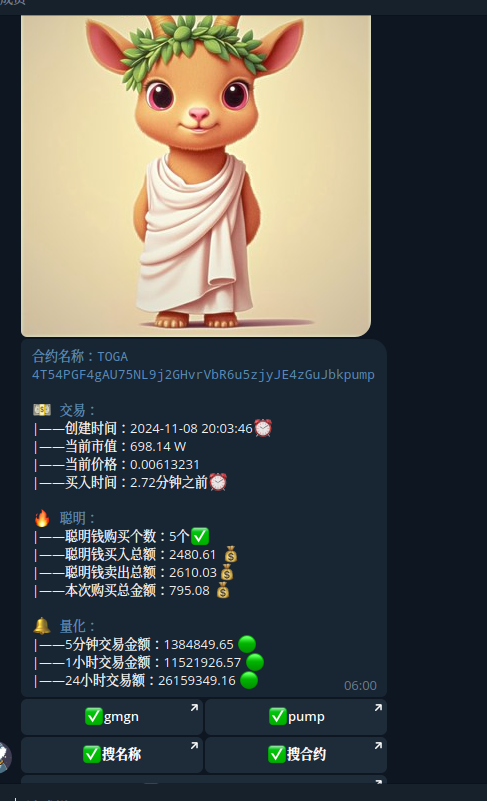 合约名称：TOGA
4T54PGF4gAU75NL9j2GHvrVbR6u5zjyJE4zGuJbkpump
💵 交易：
|——创建时间：2024-11-08 20:03:46⏰
|——当前市值：698.14 W
|——当前价格：0.00613231
|——买入时间：2.72分钟之前⏰
🔥 聪明：
|——聪明钱购买个数：5个✅
|——聪明钱买入总额：2480.61 💰
|——聪明钱卖出总额：2610.03💰
|——本次购买总金额：795.08 💰
🔔 量化：
|——5分钟交易金额：1384849.65 🟢
|——1小时交易金额：11521926.57 🟢
|——24小时交易额：26159349.16 🟢
06:00
✅gmgn
✅pump
✅搜名称
✅搜合约